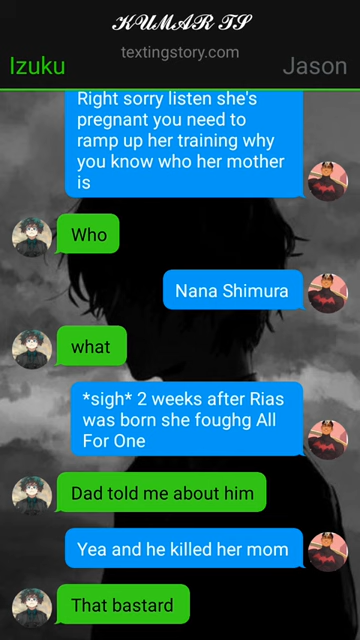 KUMAR TS
textingstory.com
Izuku
Jason
Right sorry listen she's
pregnant you need to
ramp up her training why
you know who her mother
is
Who
Nana Shimura
what
*sigh* 2 weeks after Rias
was born she foughg All
For One
Dad told me about him
Yea and he killed her mom
That bastard